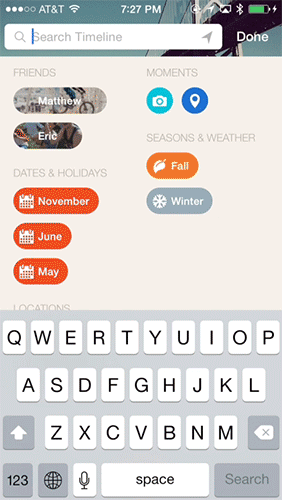 AT&T 7:27 PM
Search Timeline Done
FRIENDS
Matthew
Eric
DATES & HOLIDAYS
November
June
May
LOCATIONS
MOMENTS
SEASONS & WEATHER
Fall
Winter
Q W E R T Y U I O P
A S D F G H J K L
Z X C V B N M
123 space Search